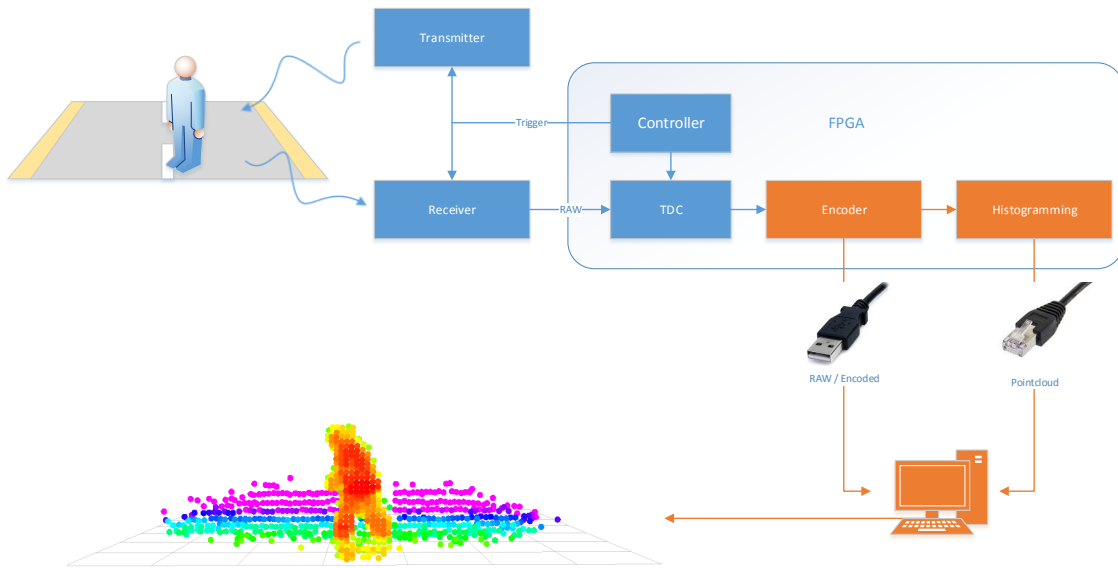 Transmitter
Controller
FPGA
Trigger
Receiver
RAW
TDC
Encoder
Histogramming
RAW / Encoded
Pointcloud